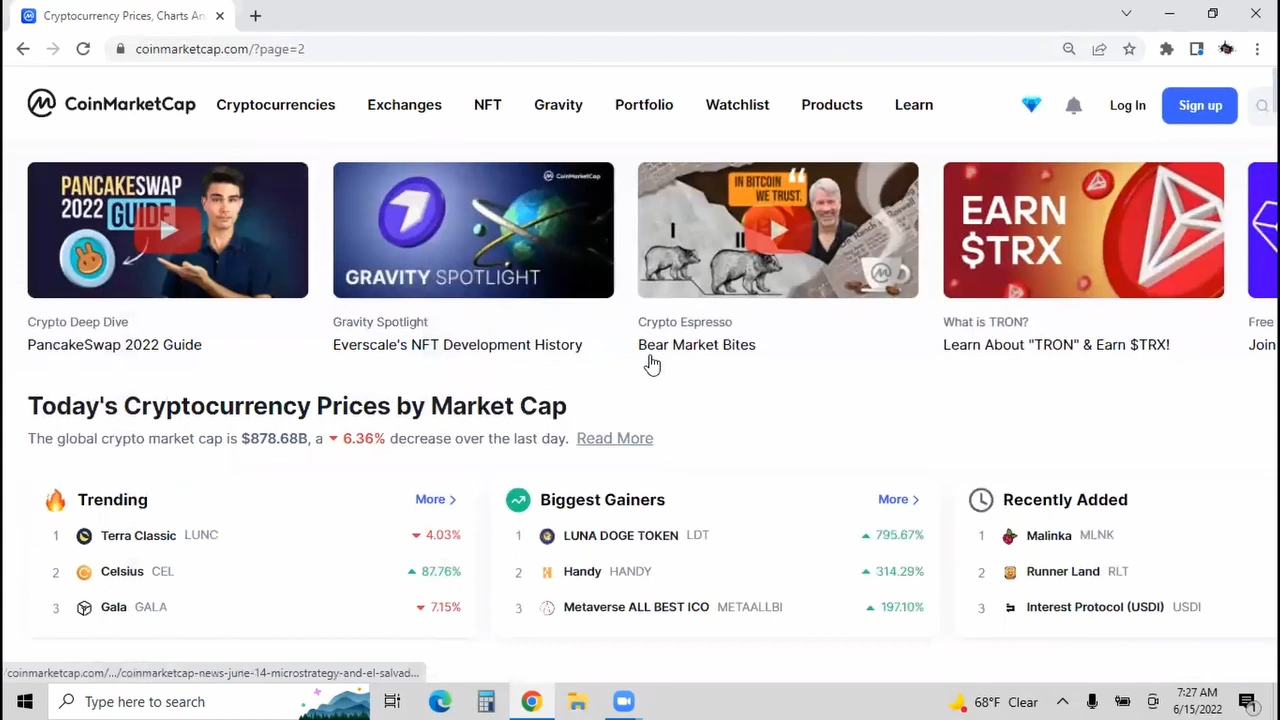 Cryptocurrency Prices, Charts An
coinmarketcap.com/?page=2
CoinMarketCap Cryptocurrencies Exchanges NFT Gravity Portfolio Watchlist Products Learn Log In Sign up
PANCAKESWAP
2022 GUIDE
CoinMarketCap
GRAVITY SPOTLIGHT
IN BITCOIN
WE TRUST.
I II
EARN
$TRX
Crypto Deep Dive
PancakeSwap 2022 Guide
Gravity Spotlight
Everscale's NFT Development History
Crypto Espresso
Bear Market Bites
What is TRON?
Learn About "TRON" & Earn $TRX!
Free
Join
Today's Cryptocurrency Prices by Market Cap
The global crypto market cap is $878.68B, a 6.36% decrease over the last day. Read More
Trending More >
1 Terra Classic LUNC 4.03%
2 Celsius CEL 87.76%
3 Gala GALA 7.15%
Biggest Gainers More >
1 LUNA DOGE TOKEN LDT 795.67%
2 Handy HANDY 314.29%
3 Metaverse ALL BEST ICO METAALLBI 197.10%
Recently Added
1 Malinka MLNK
2 Runner Land RLT
3 Interest Protocol (USDI) USDI
/coinmarketcap.com/.../coinmarketcap-news-june-14-microstrategy-and-el-salvad...
Type here to search
68°F Clear
7:27 AM
6/15/2022
1